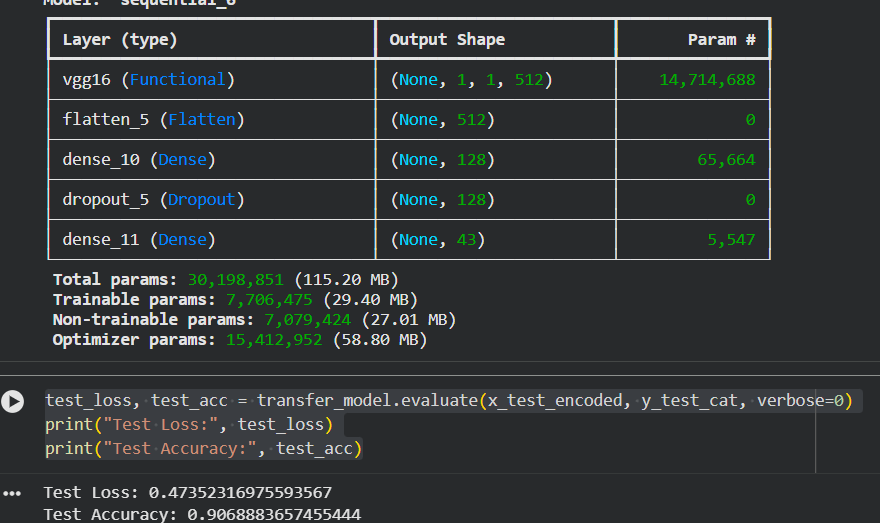 Model: "sequential_6"
Layer (type) Output Shape Param #
vgg16 (Functional) (None, 1, 1, 512) 14,714,688
flatten_5 (Flatten) (None, 512) 0
dense_10 (Dense) (None, 128) 65,664
dropout_5 (Dropout) (None, 128) 0
dense_11 (Dense) (None, 43) 5,547
Total params: 30,198,851 (115.20 MB)
Trainable params: 7,706,475 (29.40 MB)
Non-trainable params: 7,079,424 (27.01 MB)
Optimizer params: 15,412,952 (58.80 MB)
test_loss, test_acc = transfer_model.evaluate(x_test_encoded, y_test_cat, verbose=0)
print("Test Loss:", test_loss)
print("Test Accuracy:", test_acc)
Test Loss: 0.47352316975593567
Test Accuracy: 0.9068883657455444